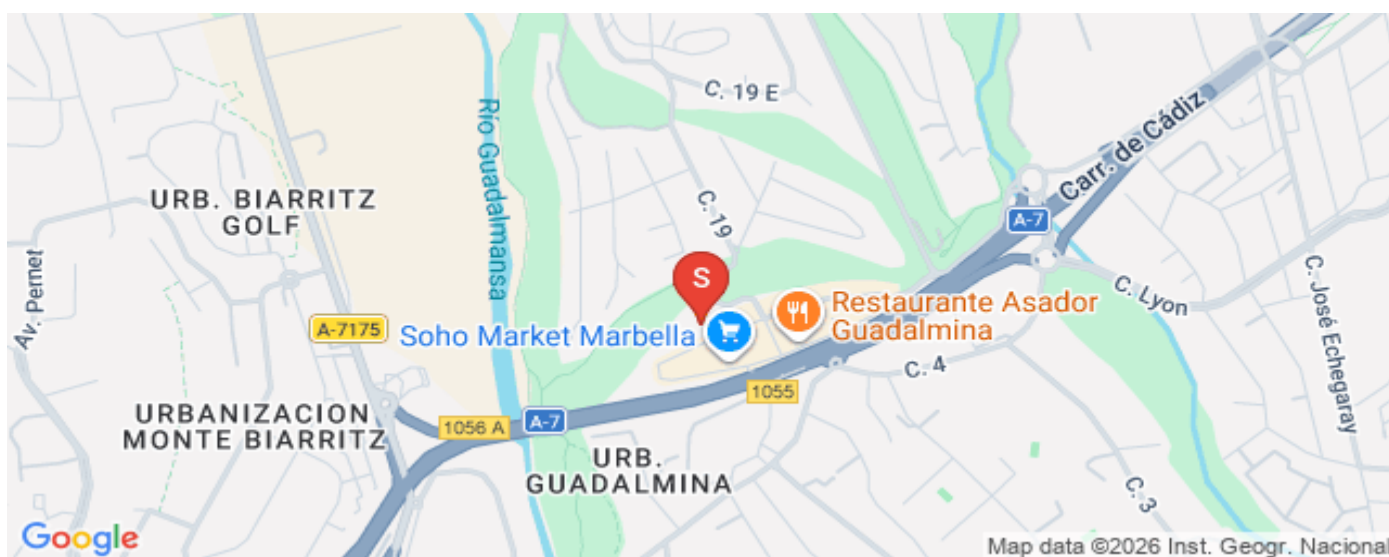 C. 19 E
Carr. de Cádiz
Río Guadalmansa
URB. BIARRITZ
GOLF
C. 19
A-7
Av. Pernet
S
C. Lyon
C. José Echegaray
A-7175
Soho Market Marbella
Restaurante Asador
Guadalmina
C. 4
1055
URBANIZACION
MONTE BIARRITZ
1056 A
A-7
URB.
GUADALMINA
C. 3
Google
Map data ©2026 Inst. Geogr. Nacional